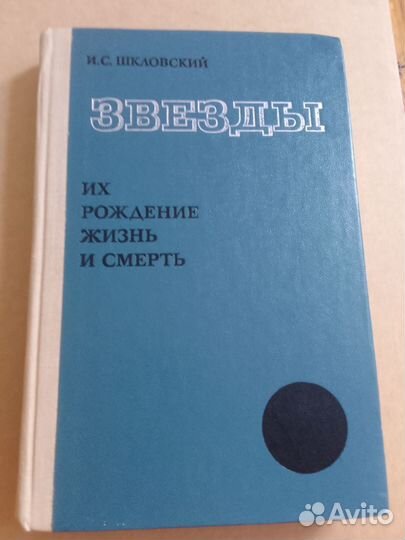 И.С. ШКЛОВСКИЙ
ЗВЕЗДЫ
ИХ
РОЖДЕНИЕ
ЖИЗНЬ
И СМЕРТЬ
Avito